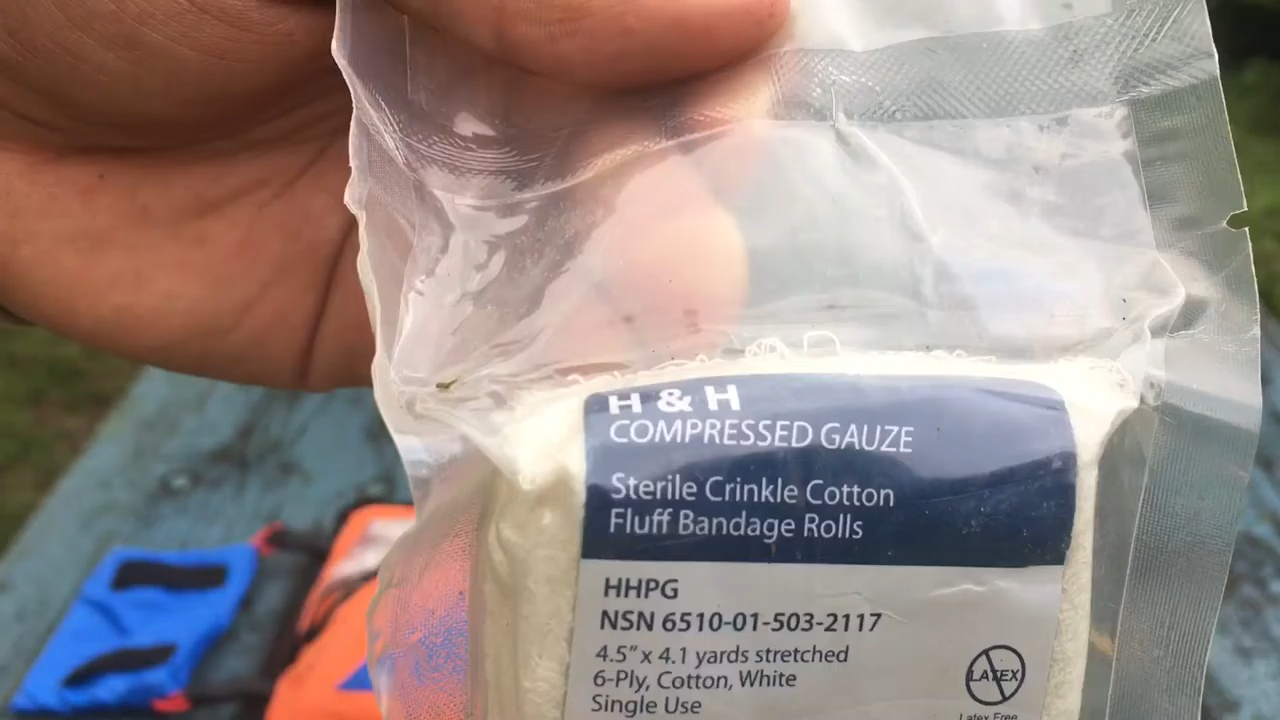 H & H
COMPRESSED GAUZE
Sterile Crinkle Cotton
Fluff Bandage Rolls
HHPG
NSN 6510-01-503-2117
4.5" x 4.1 yards stretched
6-Ply, Cotton, White
Single Use
LATEX
Latex Free